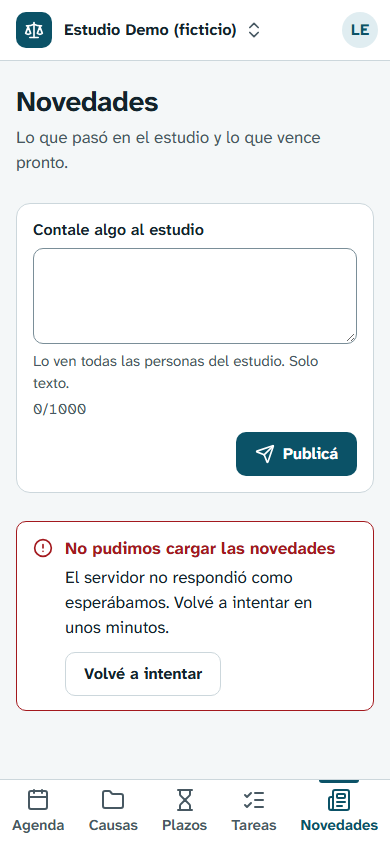 Estudio Demo (ficticio)
LE
Novedades
Lo que pasó en el estudio y lo que vence
pronto.
Contale algo al estudio
Lo ven todas las personas del estudio. Solo
texto.
0/1000
Publicá
No pudimos cargar las novedades
El servidor no respondió como
esperábamos. Volvé a intentar en
unos minutos.
Volvé a intentar
Agenda
Causas
Plazos
Tareas
Novedades